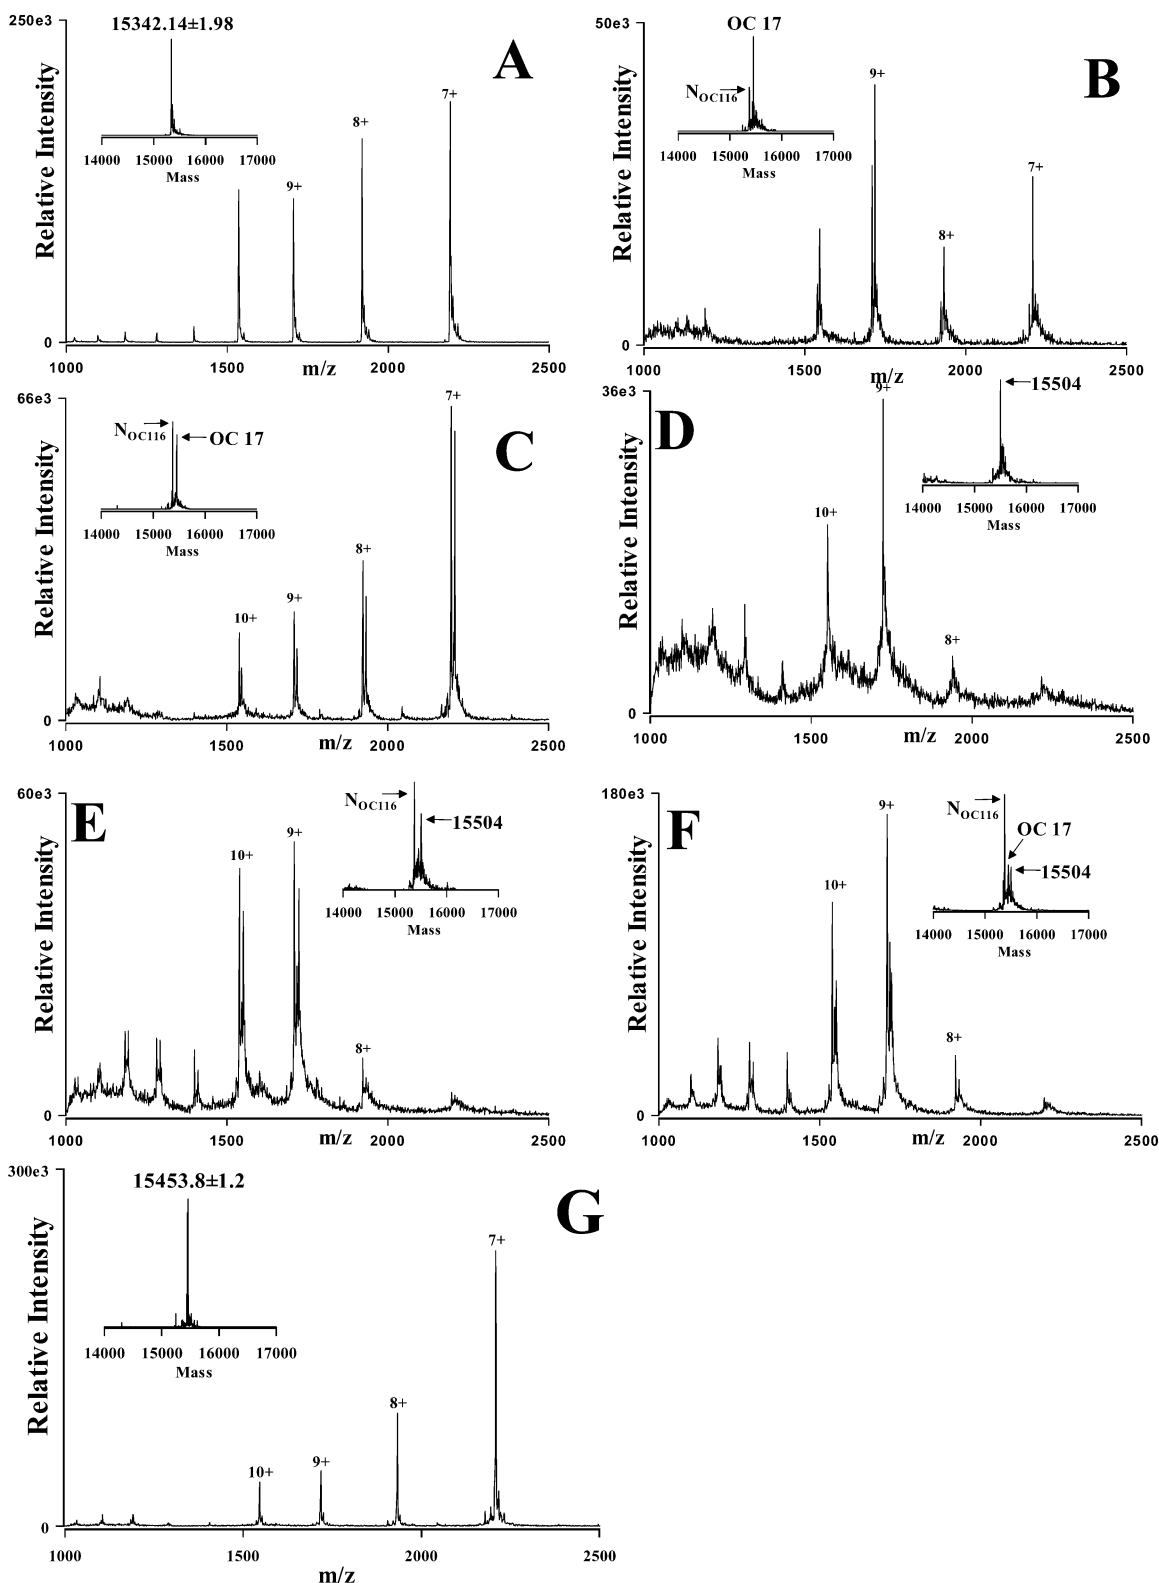 250e3
15342.14±1.98
A
7+
8+
9+
Relative Intensity
14000 15000 16000 17000
Mass
0
1000 1500 2000 2500
m/z
50e3
OC 17
B
9+
NOC116
7+
8+
Relative Intensity
14000 15000 16000 17000
Mass
0
1000 1500 2000 2500
m/z
66e3
7+
NOC116
OC 17
C
8+
9+
10+
Relative Intensity
14000 15000 16000 17000
Mass
0
1000 1500 2000 2500
m/z
36e3
9+
15504
D
10+
8+
Relative Intensity
14000 15000 16000 17000
Mass
0
1000 1500 2000 2500
m/z
60e3
E
NOC116
15504
9+
10+
8+
Relative Intensity
14000 15000 16000 17000
Mass
0
1000 1500 2000 2500
m/z
180e3
9+
F
NOC116
OC 17
15504
10+
8+
Relative Intensity
14000 15000 16000 17000
Mass
0
1000 1500 2000 2500
m/z
300e3
15453.8±1.2
G
7+
8+
9+
10+
Relative Intensity
14000 15000 16000 17000
Mass
0
1000 1500 2000 2500
m/z